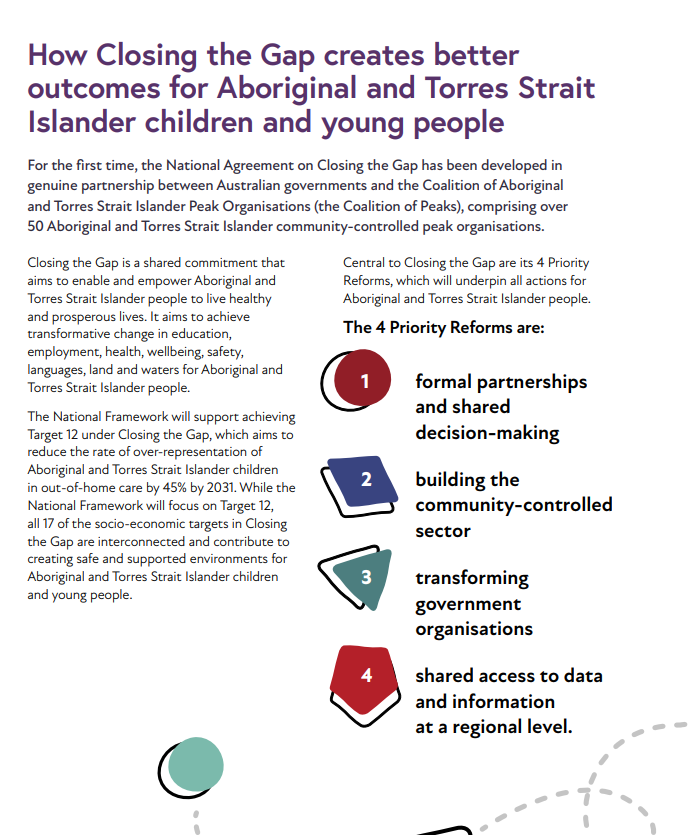 How Closing the Gap creates better
outcomes for Aboriginal and Torres Strait
Islander children and young people
For the first time, the National Agreement on Closing the Gap has been developed in
genuine partnership between Australian governments and the Coalition of Aboriginal
and Torres Strait Islander Peak Organisations (the Coalition of Peaks), comprising over
50 Aboriginal and Torres Strait Islander community-controlled peak organisations.
Closing the Gap is a shared commitment that
aims to enable and empower Aboriginal and
Torres Strait Islander people to live healthy
and prosperous lives. It aims to achieve
transformative change in education,
employment, health, wellbeing, safety,
languages, land and waters for Aboriginal and
Torres Strait Islander people.
The National Framework will support achieving
Target 12 under Closing the Gap, which aims to
reduce the rate of over-representation of
Aboriginal and Torres Strait Islander children
in out-of-home care by 45% by 2031. While the
National Framework will focus on Target 12,
all 17 of the socio-economic targets in Closing
the Gap are interconnected and contribute to
creating safe and supported environments for
Aboriginal and Torres Strait Islander children
and young people.
Central to Closing the Gap are its 4 Priority
Reforms, which will underpin all actions for
Aboriginal and Torres Strait Islander people.
The 4 Priority Reforms are:
1
formal partnerships
and shared
decision-making
2
building the
community-controlled
sector
3
transforming
government
organisations
4
shared access to data
and information
at a regional level.